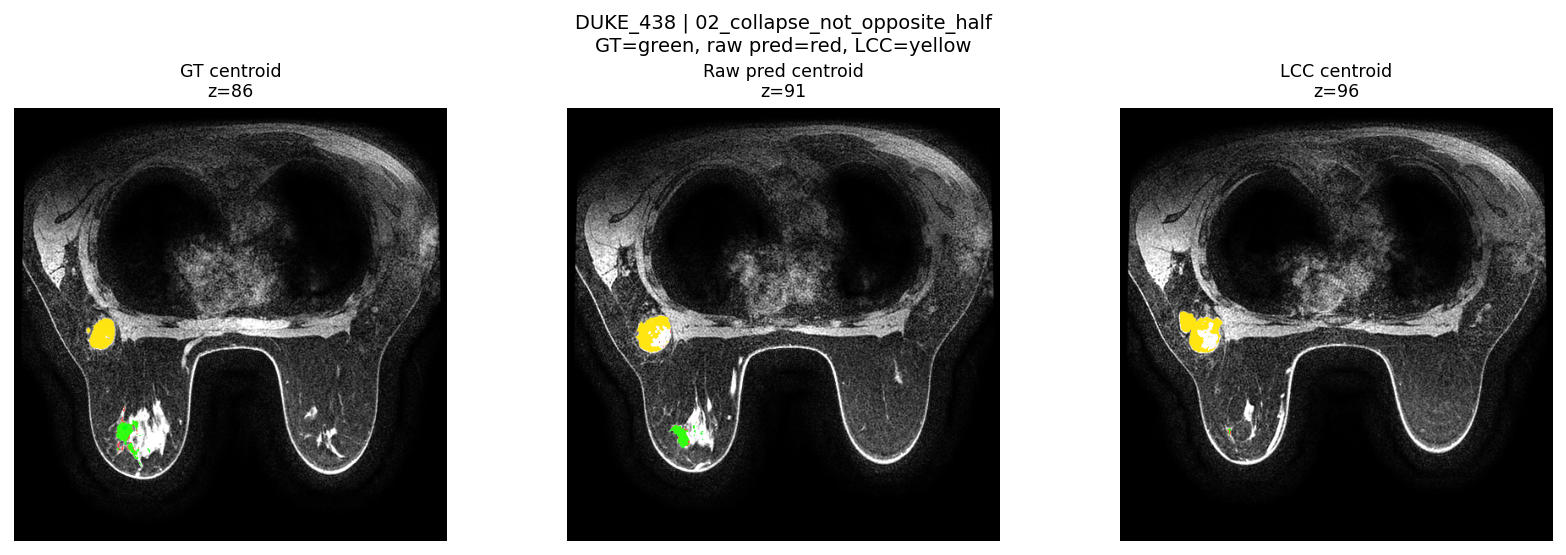 DUKE_438 | 02_collapse_not_opposite_half
GT=green, raw pred=red, LCC=yellow
GT centroid
z=86
Raw pred centroid
z=91
LCC centroid
z=96